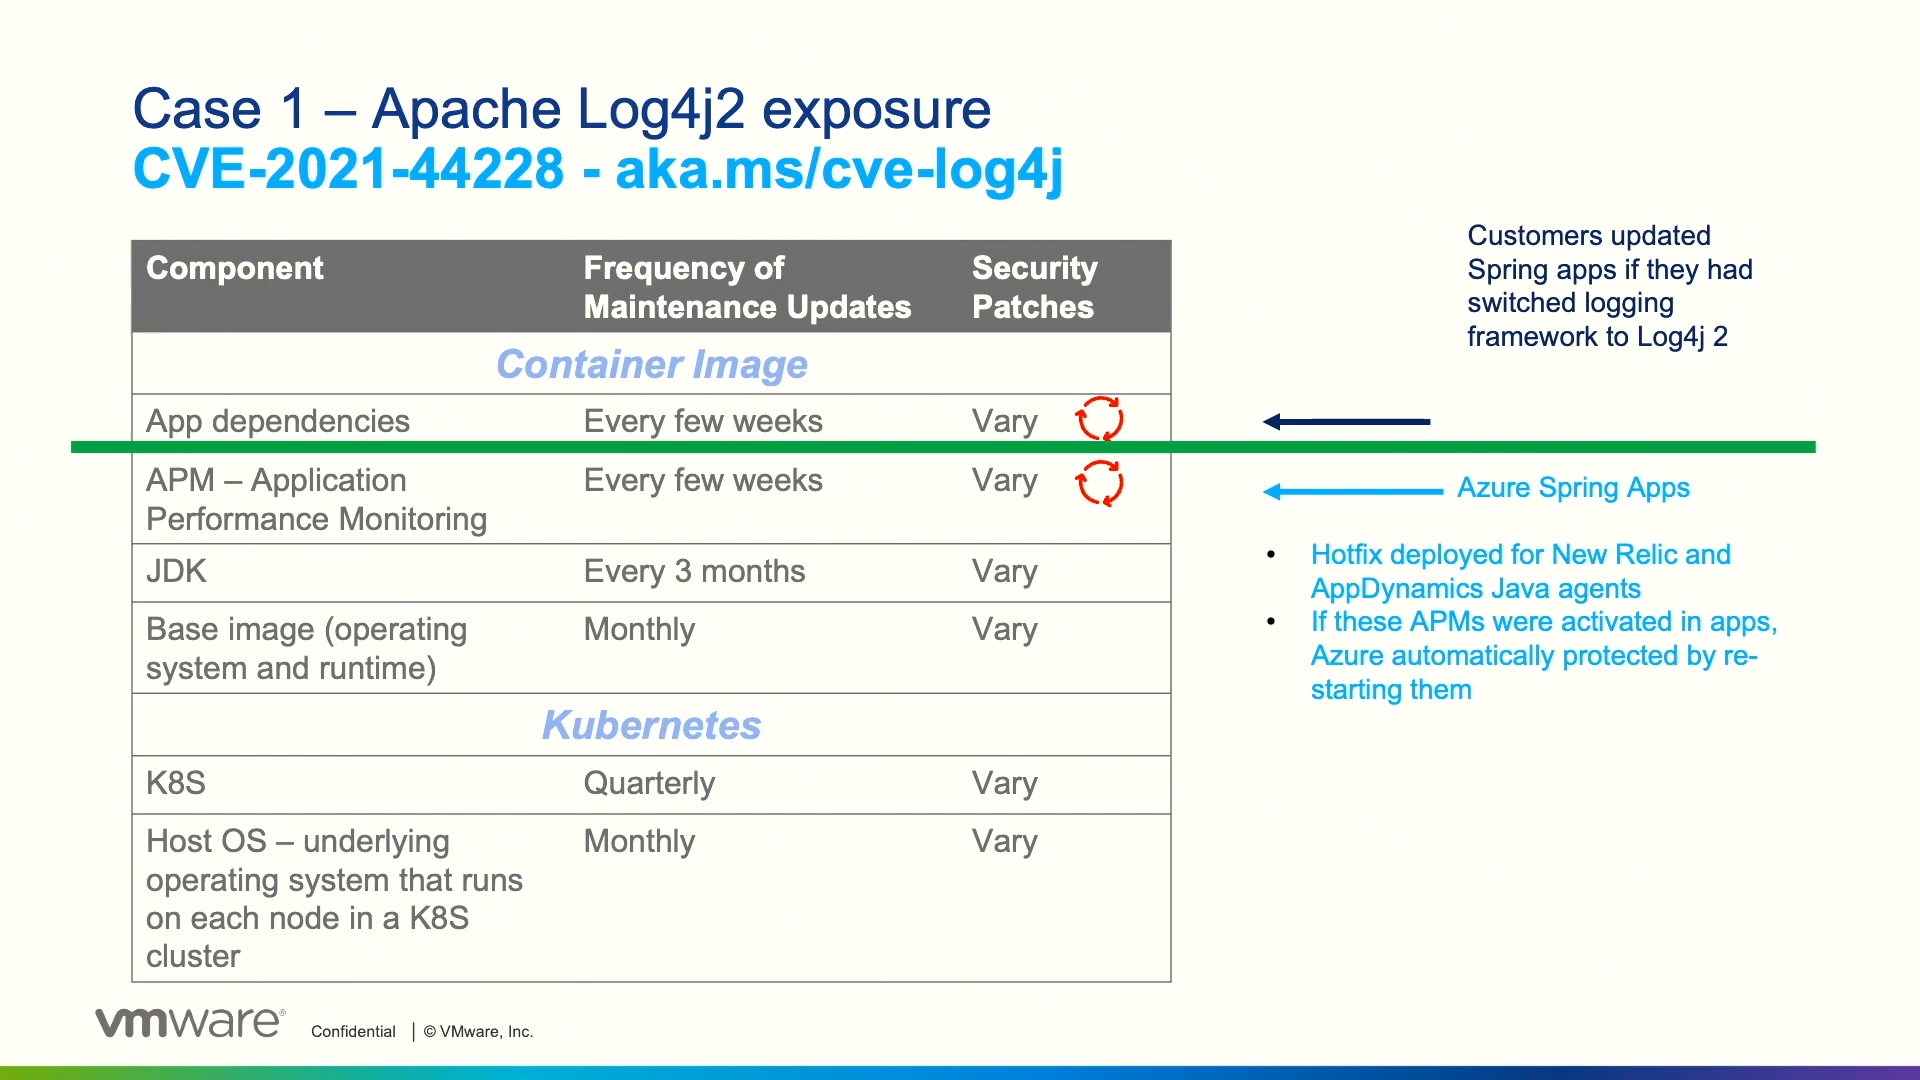 Case 1 – Apache Log4j2 exposure
CVE-2021-44228 - aka.ms/cve-log4j
Component
Frequency of
Maintenance Updates
Security
Patches
Container Image
App dependencies
Every few weeks
Vary
APM – Application
Performance Monitoring
Every few weeks
Vary
JDK
Every 3 months
Vary
Base image (operating
system and runtime)
Monthly
Vary
Kubernetes
K8S
Quarterly
Vary
Host OS – underlying
operating system that runs
on each node in a K8S
cluster
Monthly
Vary
Customers updated
Spring apps if they had
switched logging
framework to Log4j 2
Azure Spring Apps
• Hotfix deployed for New Relic and
AppDynamics Java agents
• If these APMs were activated in apps,
Azure automatically protected by re-
starting them
vmware®
Confidential | © VMware, Inc.